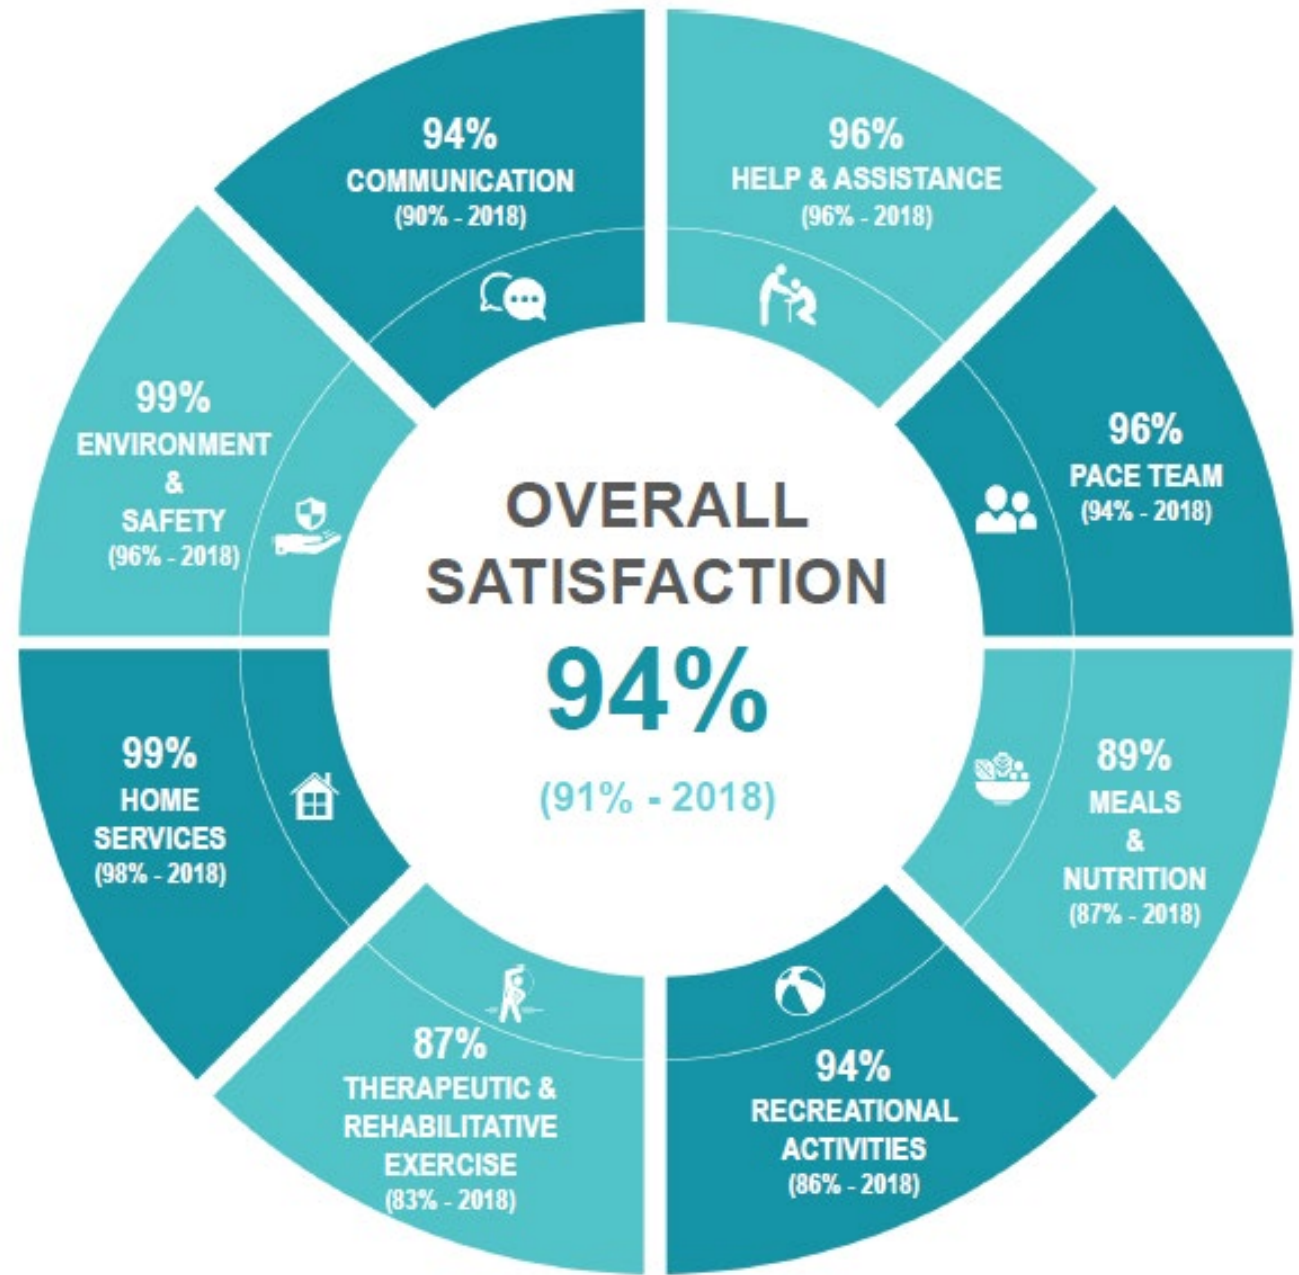 94%
COMMUNICATION
(90% - 2018)
96%
HELP & ASSISTANCE
(96% - 2018)
96%
PACE TEAM
(94% - 2018)
89%
MEALS
&
NUTRITION
(87% - 2018)
94%
RECREATIONAL
ACTIVITIES
(86% - 2018)
87%
THERAPEUTIC &
REHABILITATIVE
EXERCISE
(83% - 2018)
99%
HOME
SERVICES
(98% - 2018)
99%
ENVIRONMENT
&
SAFETY
(96% - 2018)
OVERALL
SATISFACTION
94%
(91% - 2018)